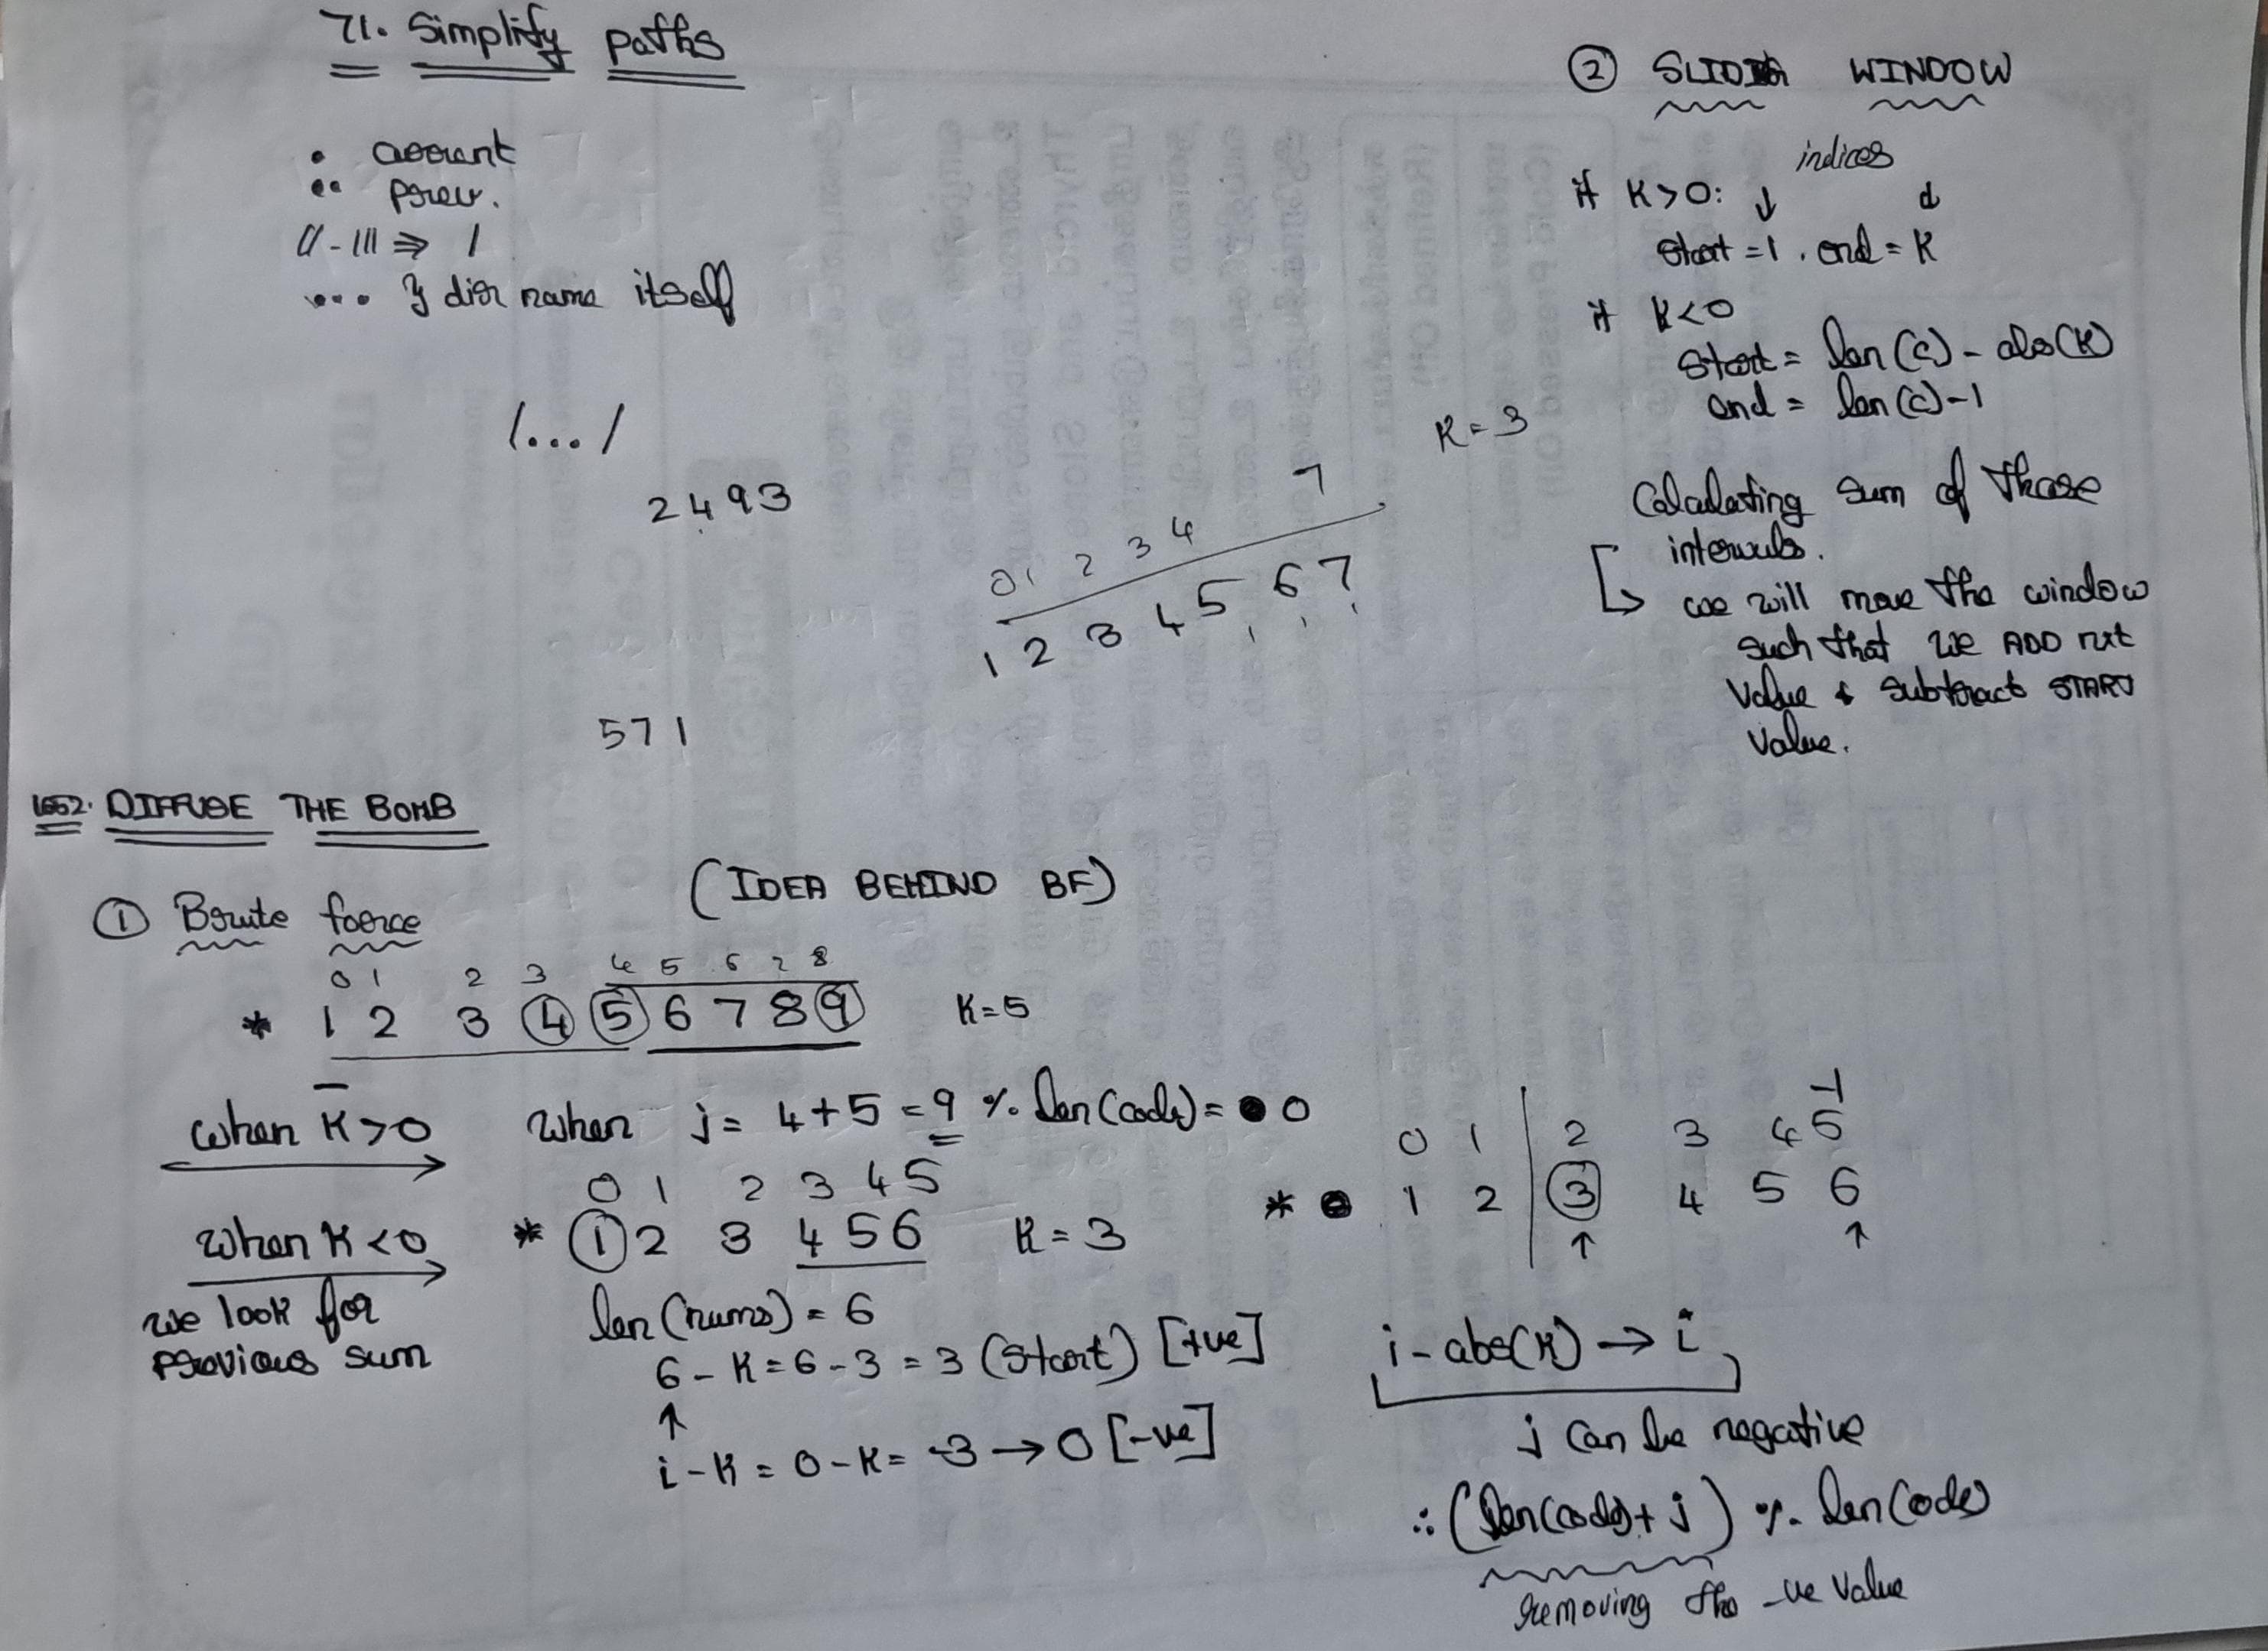 71. Simplify paths
. current
.. prev.
// - /// ⇒ /
... } dir name itself
/... /
2493
571
K = 3
0 1 2 3 4 7
1 2 3 4 5 6 7
② SLIDING WINDOW
indices
if K>0: ↓ ↓
start = 1 , end = K
if K<0
start = len(c) - abs(K)
end = len(c)-1
Calculating sum of those
intervals.
↳ we will move the window
such that we ADD nxt
value & subtract START
value.
1652. DIFFUSE THE BOMB
① Brute force
(IDEA BEHIND BF)
0 1 2 3 4 5 6 7 8
* 1 2 3 4 5 6 7 8 9 K=5
when K>0
when j = 4+5 = 9 % len(code) = 0
0 1 2 3 4 5
when K<0
* 1 2 3 4 5 6 K = 3
we look for
previous sum
len(nums) = 6
6 - K = 6 - 3 = 3 (start) [+ve]
↑
i - K = 0 - K = -3 → 0 [-ve]
-1
0 1 2 3 4 5
* 1 2 3 4 5 6
↑ ↑
i - abs(K) → i
j can be negative
∴ (len(code) + j) % len(code)
removing the -ve value